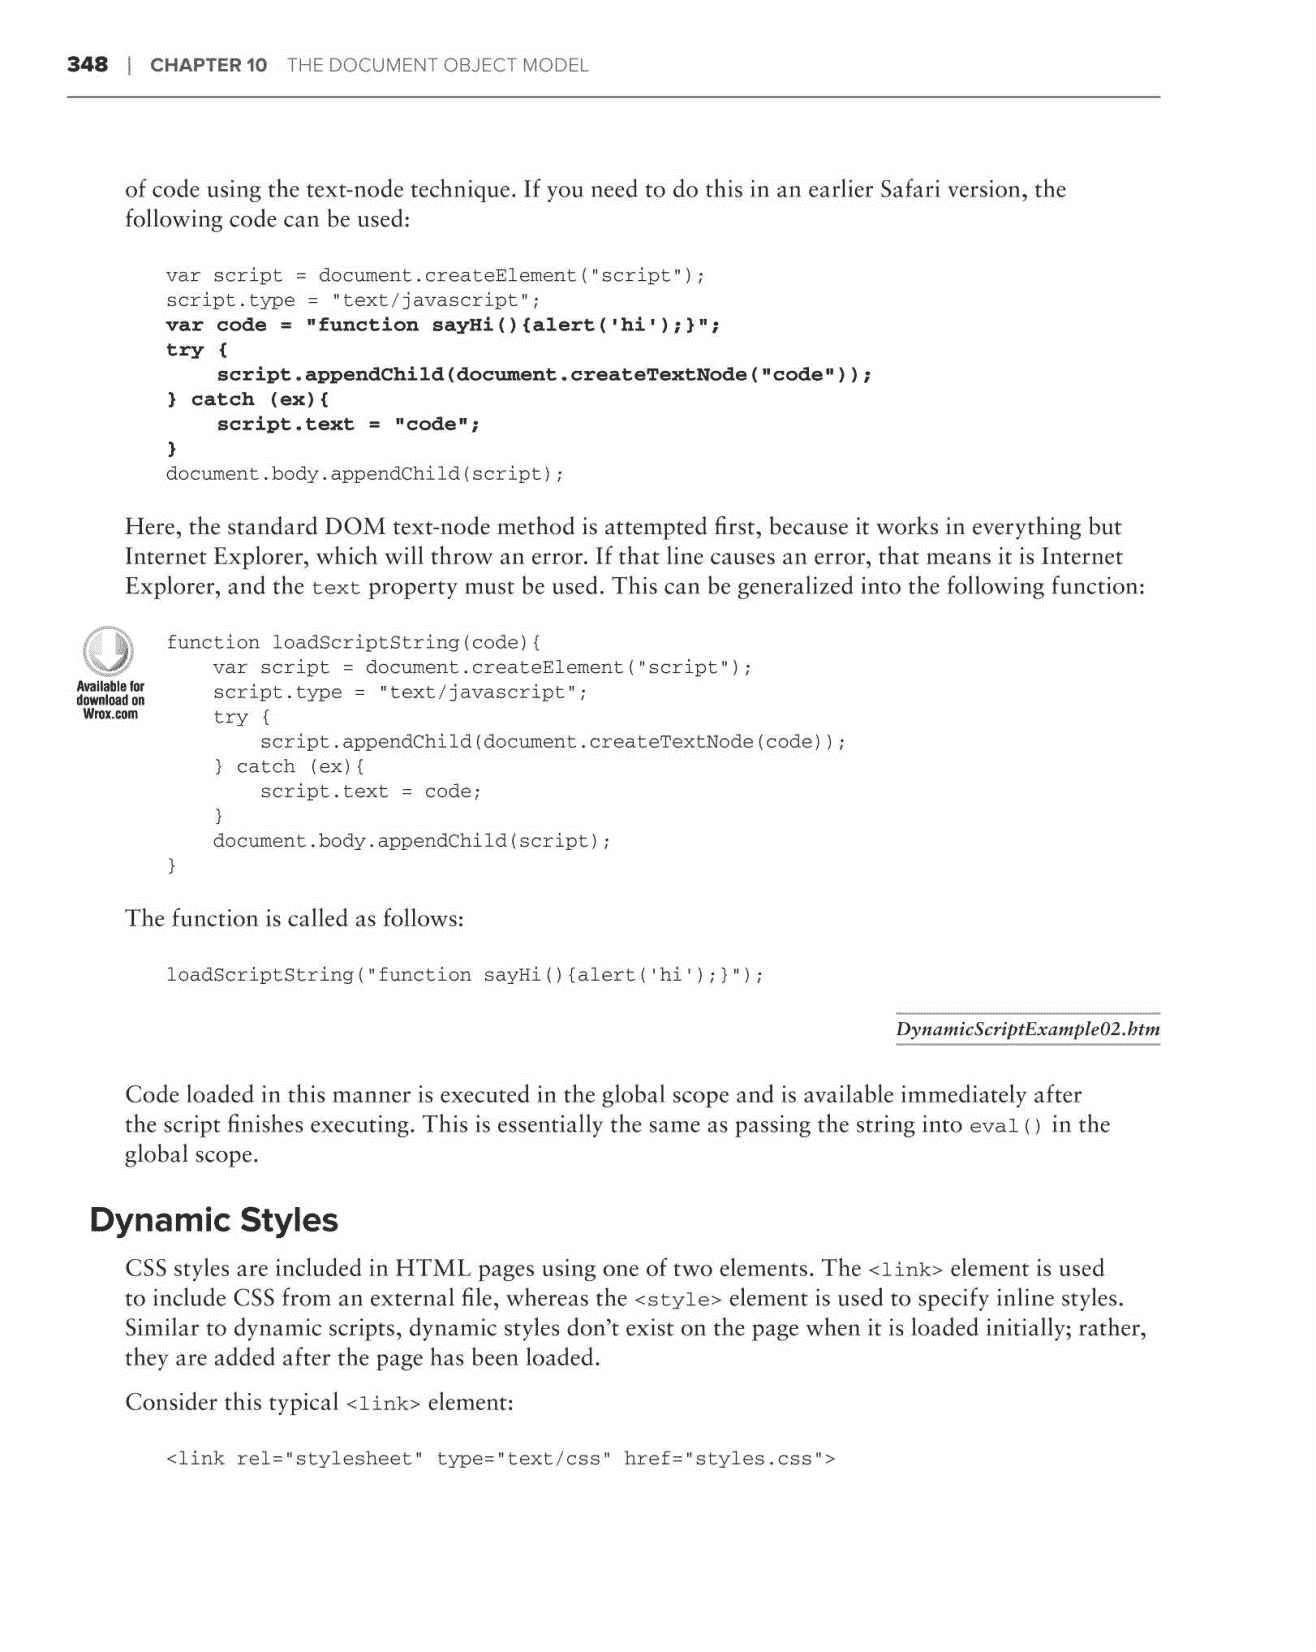 348 | CHAPTER 10 THE DOCUMENT OBJECT MODEL
of code using the text-node technique. If you need to do this in an earlier Safari version, the
following code can be used:
var script = document.createElement("script");
script.type = "text/javascript";
var code = "function sayHi(){alert('hi');}";
try {
    script.appendChild(document.createTextNode("code"));
} catch (ex){
    script.text = "code";
}
document.body.appendChild(script);
Here, the standard DOM text-node method is attempted first, because it works in everything but
Internet Explorer, which will throw an error. If that line causes an error, that means it is Internet
Explorer, and the text property must be used. This can be generalized into the following function:
Available for
download on
Wrox.com
function loadScriptString(code){
    var script = document.createElement("script");
    script.type = "text/javascript";
    try {
        script.appendChild(document.createTextNode(code));
    } catch (ex){
        script.text = code;
    }
    document.body.appendChild(script);
}
The function is called as follows:
loadScriptString("function sayHi(){alert('hi');}");
DynamicScriptExample02.htm
Code loaded in this manner is executed in the global scope and is available immediately after
the script finishes executing. This is essentially the same as passing the string into eval() in the
global scope.
Dynamic Styles
CSS styles are included in HTML pages using one of two elements. The <link> element is used
to include CSS from an external file, whereas the <style> element is used to specify inline styles.
Similar to dynamic scripts, dynamic styles don't exist on the page when it is loaded initially; rather,
they are added after the page has been loaded.
Consider this typical <link> element:
<link rel="stylesheet" type="text/css" href="styles.css">